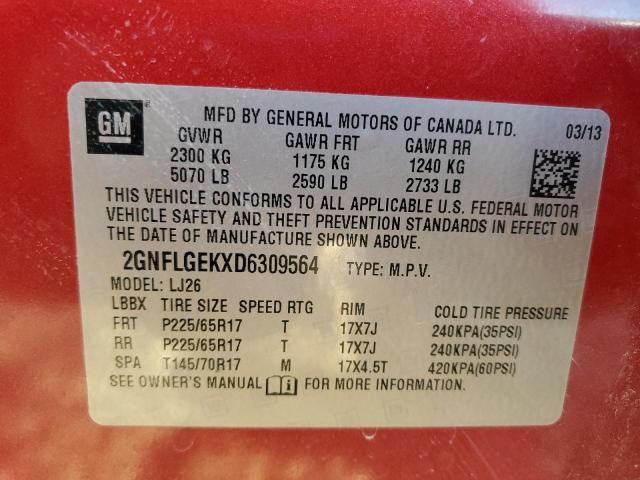 GM
MFD BY GENERAL MOTORS OF CANADA LTD. 03/13
GVWR GAWR FRT GAWR RR
2300 KG 1175 KG 1240 KG
5070 LB 2590 LB 2733 LB
THIS VEHICLE CONFORMS TO ALL APPLICABLE U.S. FEDERAL MOTOR
VEHICLE SAFETY AND THEFT PREVENTION STANDARDS IN EFFECT ON
THE DATE OF MANUFACTURE SHOWN ABOVE.
2GNFLGEKXD6309564 TYPE: M.P.V.
MODEL: LJ26
LBBX TIRE SIZE SPEED RTG RIM COLD TIRE PRESSURE
FRT P225/65R17 T 17X7J 240KPA(35PSI)
RR P225/65R17 T 17X7J 240KPA(35PSI)
SPA T145/70R17 M 17X4.5T 420KPA(60PSI)
SEE OWNER'S MANUAL FOR MORE INFORMATION.